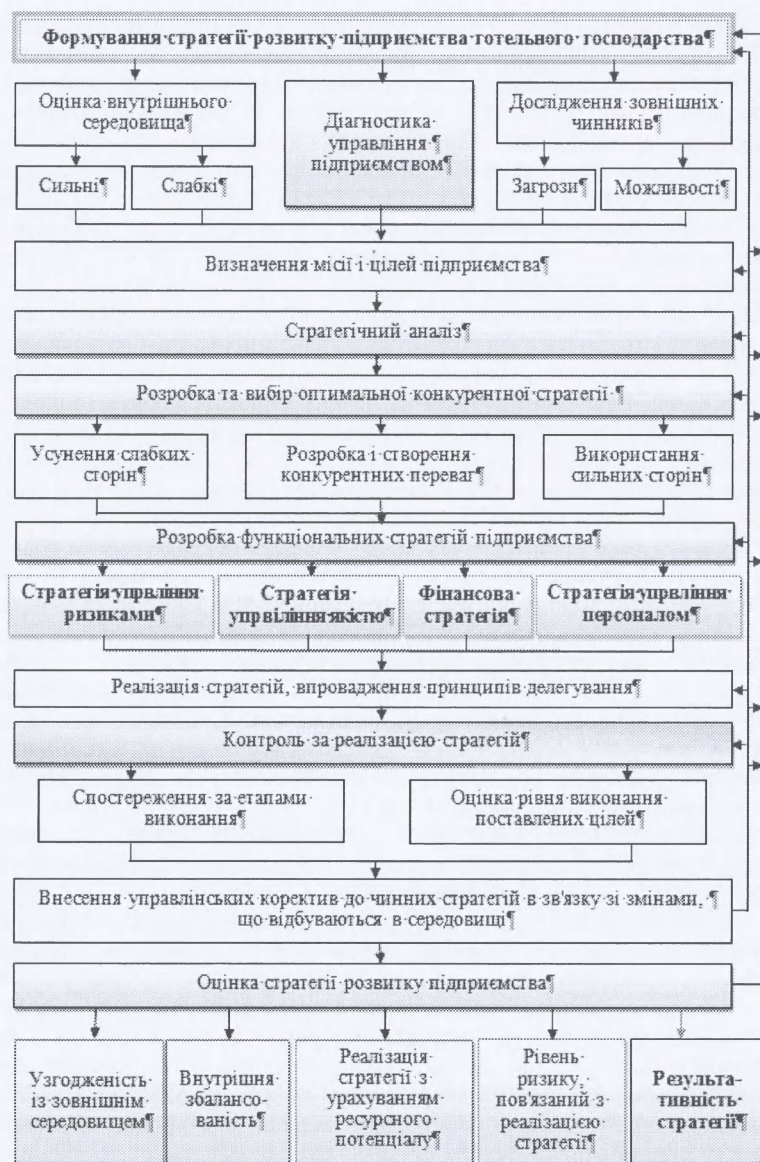 Формування·стратегії·розвитку·підприємства·готельного·господарства¶
Оцінка·внутрішнього·
середовища¶
Діагностика·
управління·¶
підприємством¶
Дослідження·зовнішніх·
чинників¶
Сильні¶
Слабкі¶
Загрози¶
Можливості¶
Визначення·місії·і·цілей·підприємства¶
Стратегічний·аналіз¶
Розробка·та·вибір·оптимальної·конкурентної·стратегії·¶
Усунення·слабких·
сторін¶
Розробка·і·створення·
конкурентних·переваг¶
Використання·
сильних·сторін¶
Розробка·функціональних·стратегій·підприємства¶
Стратегія·упрвління·
ризиками¶
Стратегія·
упрвіління·якістю¶
Фінансова·
стратегія¶
Стратегія·упрвління·
персоналом¶
Реалізація·стратегій,·впровадження·принципів·делегування¶
Контроль·за·реалізацією·стратегій¶
Спостереження·за·етапами·
виконання¶
Оцінка·рівня·виконання·
поставлених·цілей¶
Внесення·управлінських·коректив·до·чинних·стратегій·в·зв'язку·зі·змінами,·¶
що·відбуваються·в·середовищі¶
Оцінка·стратегії·розвитку·підприємства¶
Узгодженість·
із·зовнішнім·
середовищем¶
Внутрішня·
збалансо-
ваність¶
Реалізація·
стратегії·з·
урахуванням·
ресурсного·
потенціалу¶
Рівень·
ризику,·
пов'язаний·з·
реалізацією·
стратегії¶
Результа-
тивність·
стратегії¶